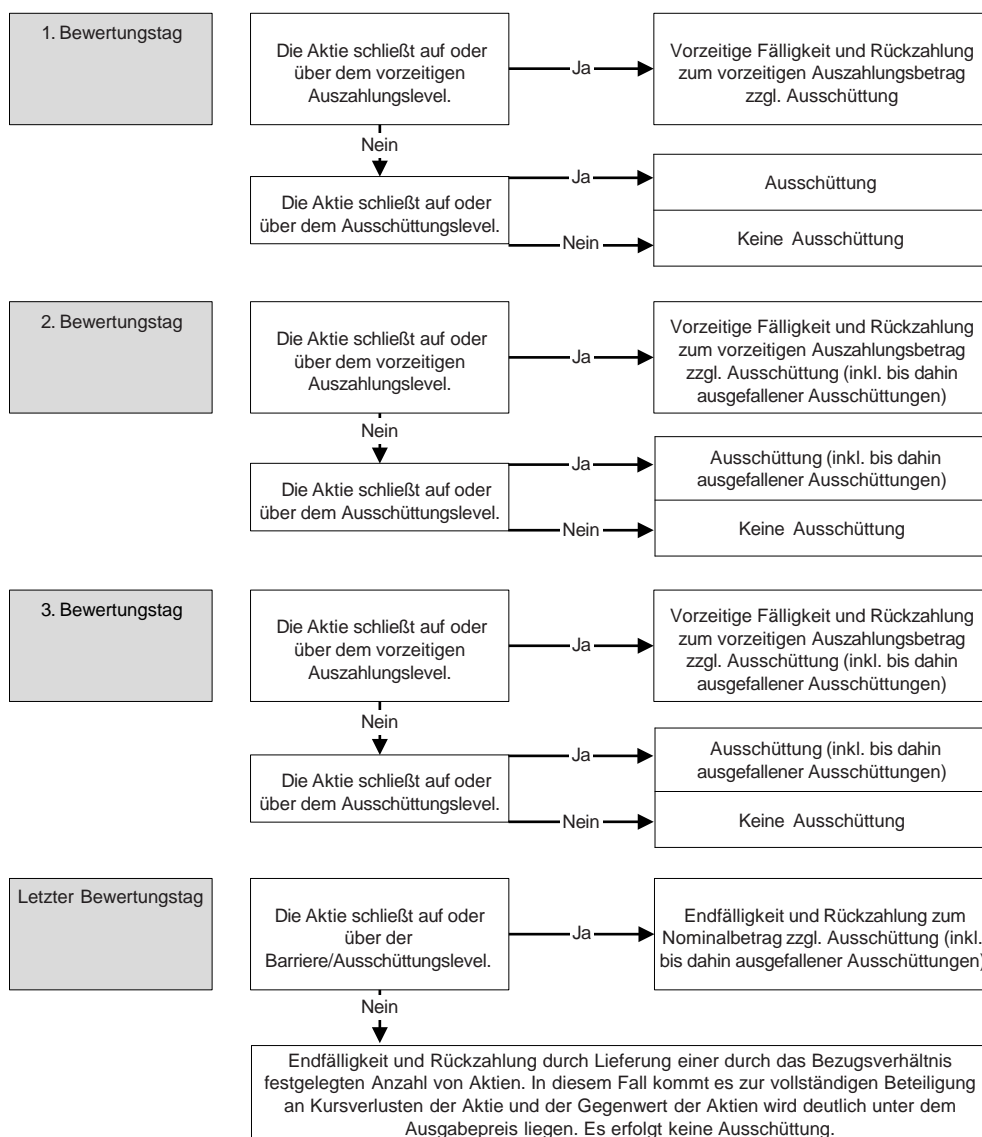 1. Bewertungstag
Die Aktie schließt auf oder
über dem vorzeitigen
Auszahlungslevel.
Ja
Vorzeitige Fälligkeit und Rückzahlung
zum vorzeitigen Auszahlungsbetrag
zzgl. Ausschüttung
Nein
Die Aktie schließt auf oder
über dem Ausschüttungslevel.
Ja
Ausschüttung
Nein
Keine Ausschüttung
2. Bewertungstag
Die Aktie schließt auf oder
über dem vorzeitigen
Auszahlungslevel.
Ja
Vorzeitige Fälligkeit und Rückzahlung
zum vorzeitigen Auszahlungsbetrag
zzgl. Ausschüttung (inkl. bis dahin
ausgefallener Ausschüttungen)
Nein
Die Aktie schließt auf oder
über dem Ausschüttungslevel.
Ja
Ausschüttung (inkl. bis dahin
ausgefallener Ausschüttungen)
Nein
Keine Ausschüttung
3. Bewertungstag
Die Aktie schließt auf oder
über dem vorzeitigen
Auszahlungslevel.
Ja
Vorzeitige Fälligkeit und Rückzahlung
zum vorzeitigen Auszahlungsbetrag
zzgl. Ausschüttung (inkl. bis dahin
ausgefallener Ausschüttungen)
Nein
Die Aktie schließt auf oder
über dem Ausschüttungslevel.
Ja
Ausschüttung (inkl. bis dahin
ausgefallener Ausschüttungen)
Nein
Keine Ausschüttung
Letzter Bewertungstag
Die Aktie schließt auf oder
über der
Barriere/Ausschüttungslevel.
Ja
Endfälligkeit und Rückzahlung zum
Nominalbetrag zzgl. Ausschüttung (inkl.
bis dahin ausgefallener Ausschüttungen)
Nein
Endfälligkeit und Rückzahlung durch Lieferung einer durch das Bezugsverhältnis
festgelegten Anzahl von Aktien. In diesem Fall kommt es zur vollständigen Beteiligung
an Kursverlusten der Aktie und der Gegenwert der Aktien wird deutlich unter dem
Ausgabepreis liegen. Es erfolgt keine Ausschüttung.